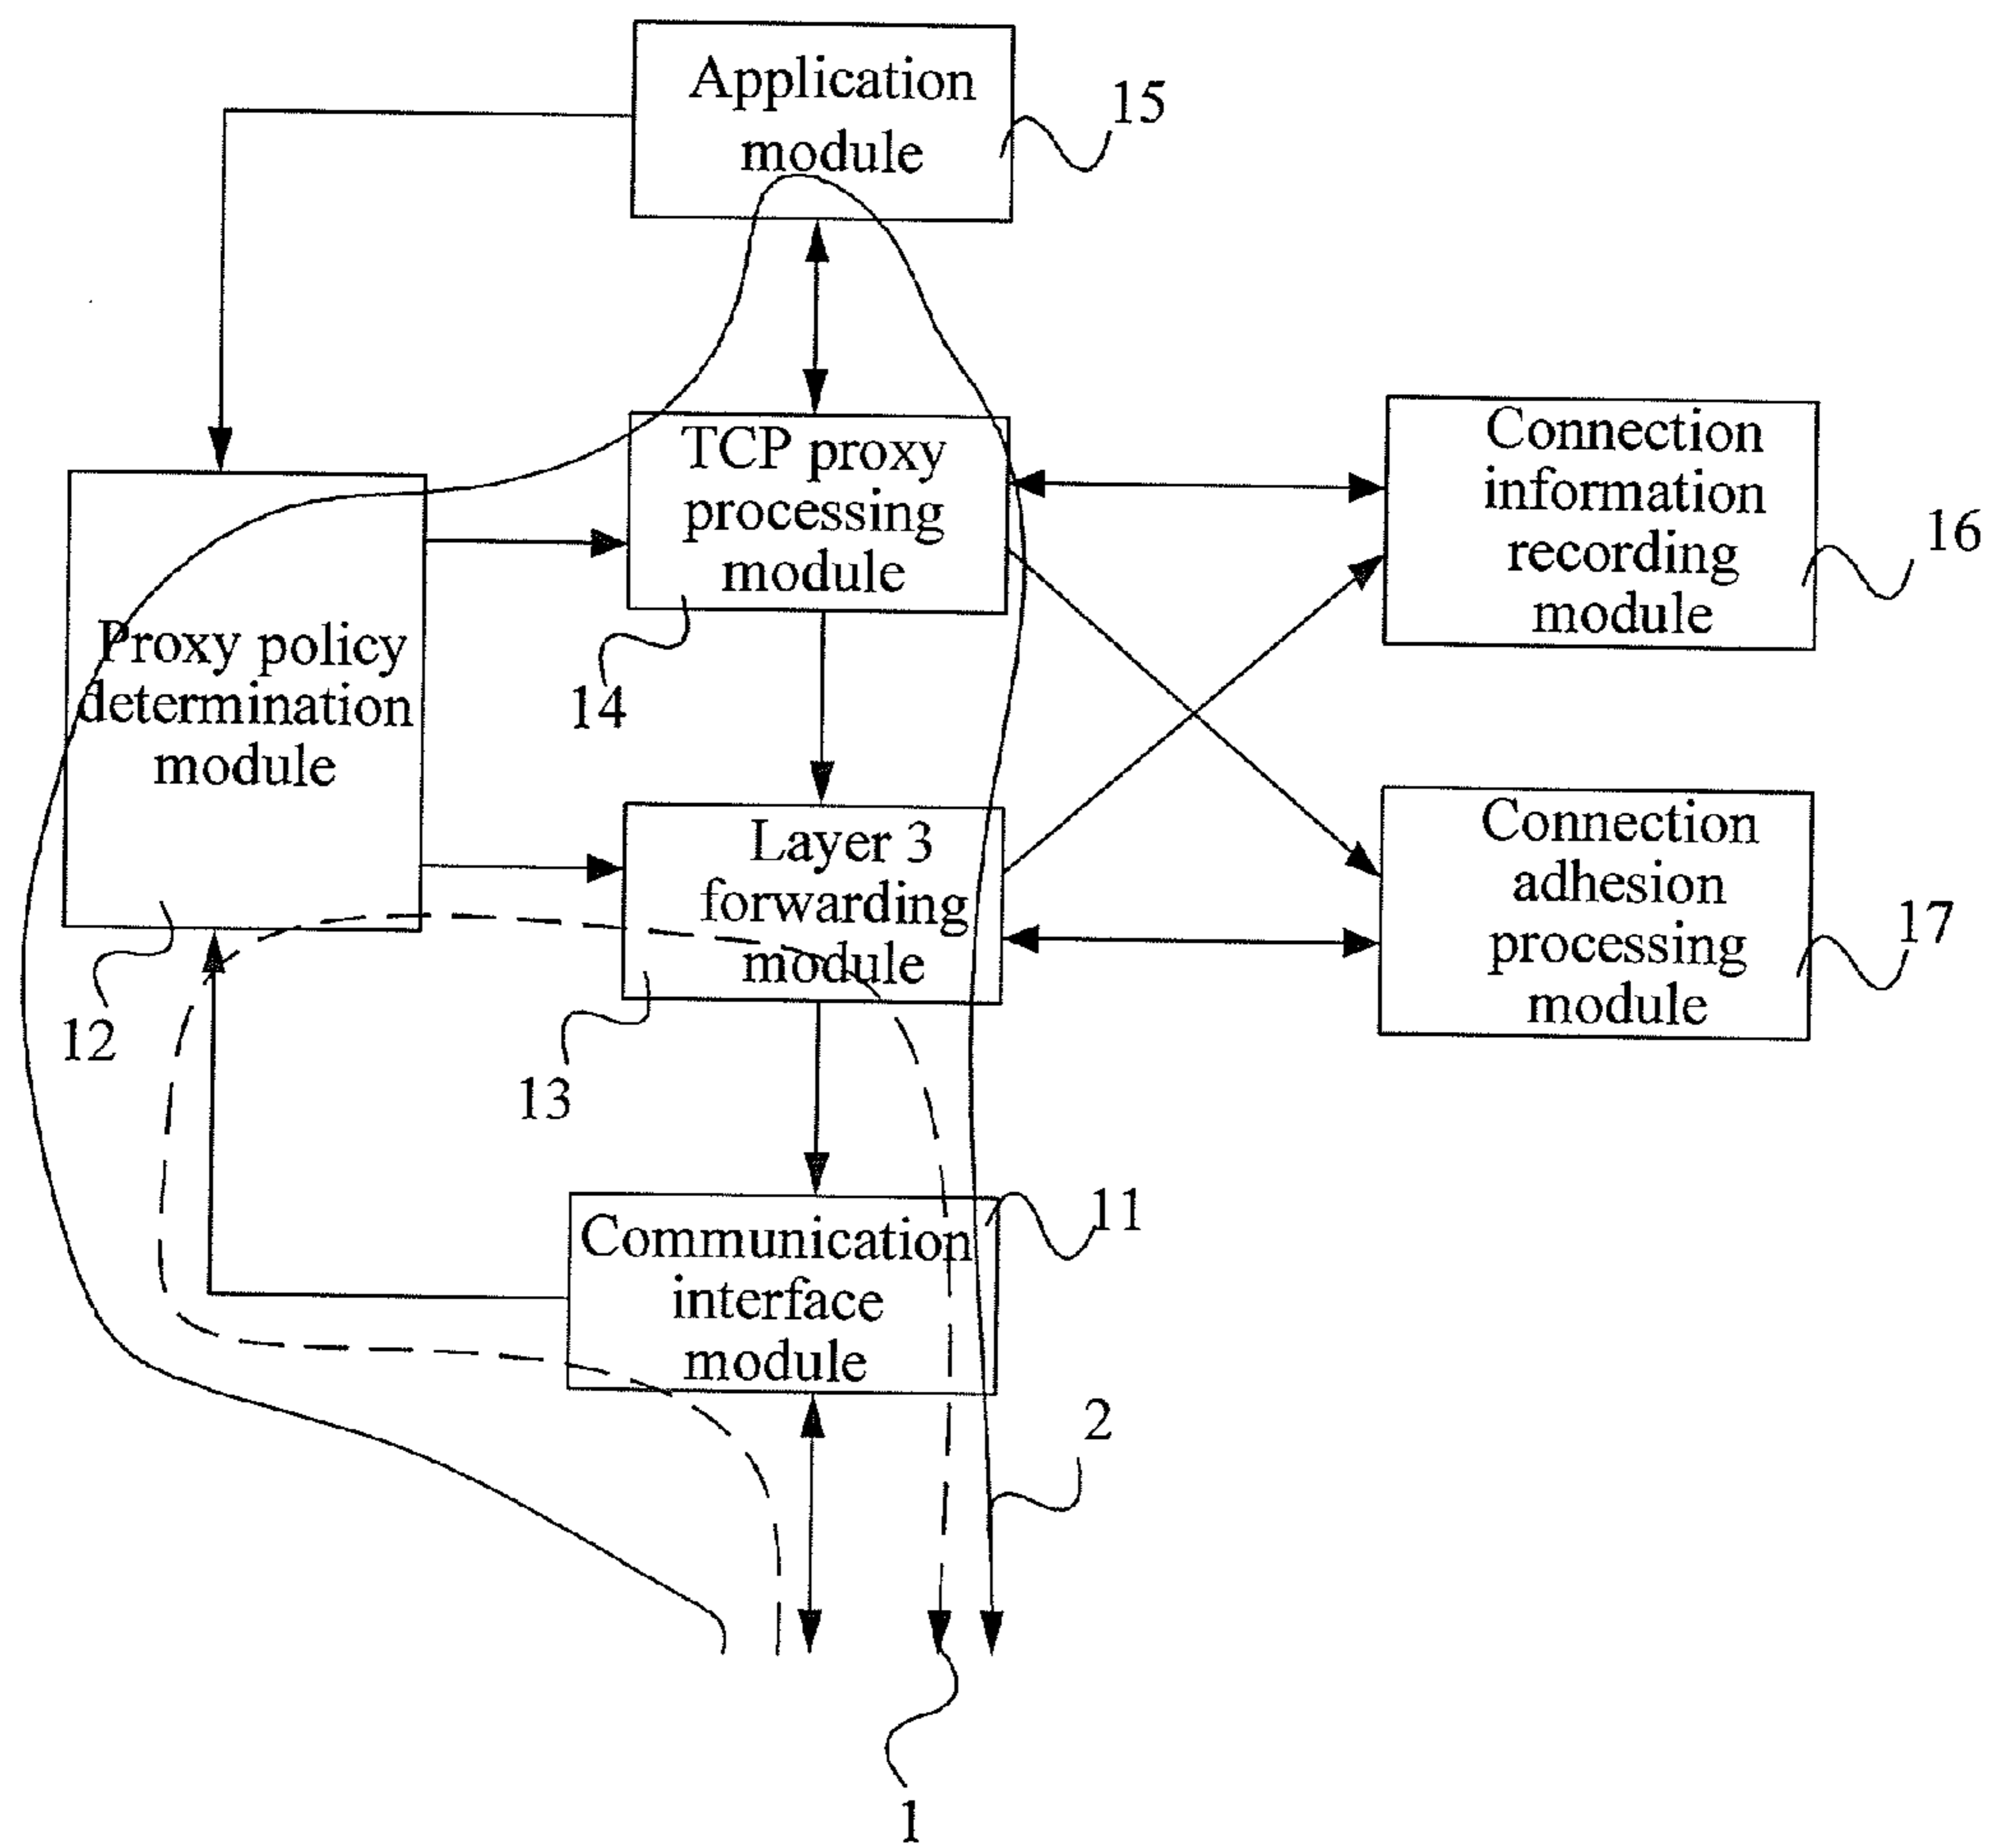 Application
module
15
TCP proxy
processing
module
14
Connection
information
recording
module
16
Proxy policy
determination
module
12
Layer 3
forwarding
module
13
Connection
adhesion
processing
module
17
Communication
interface
module
11
2
1